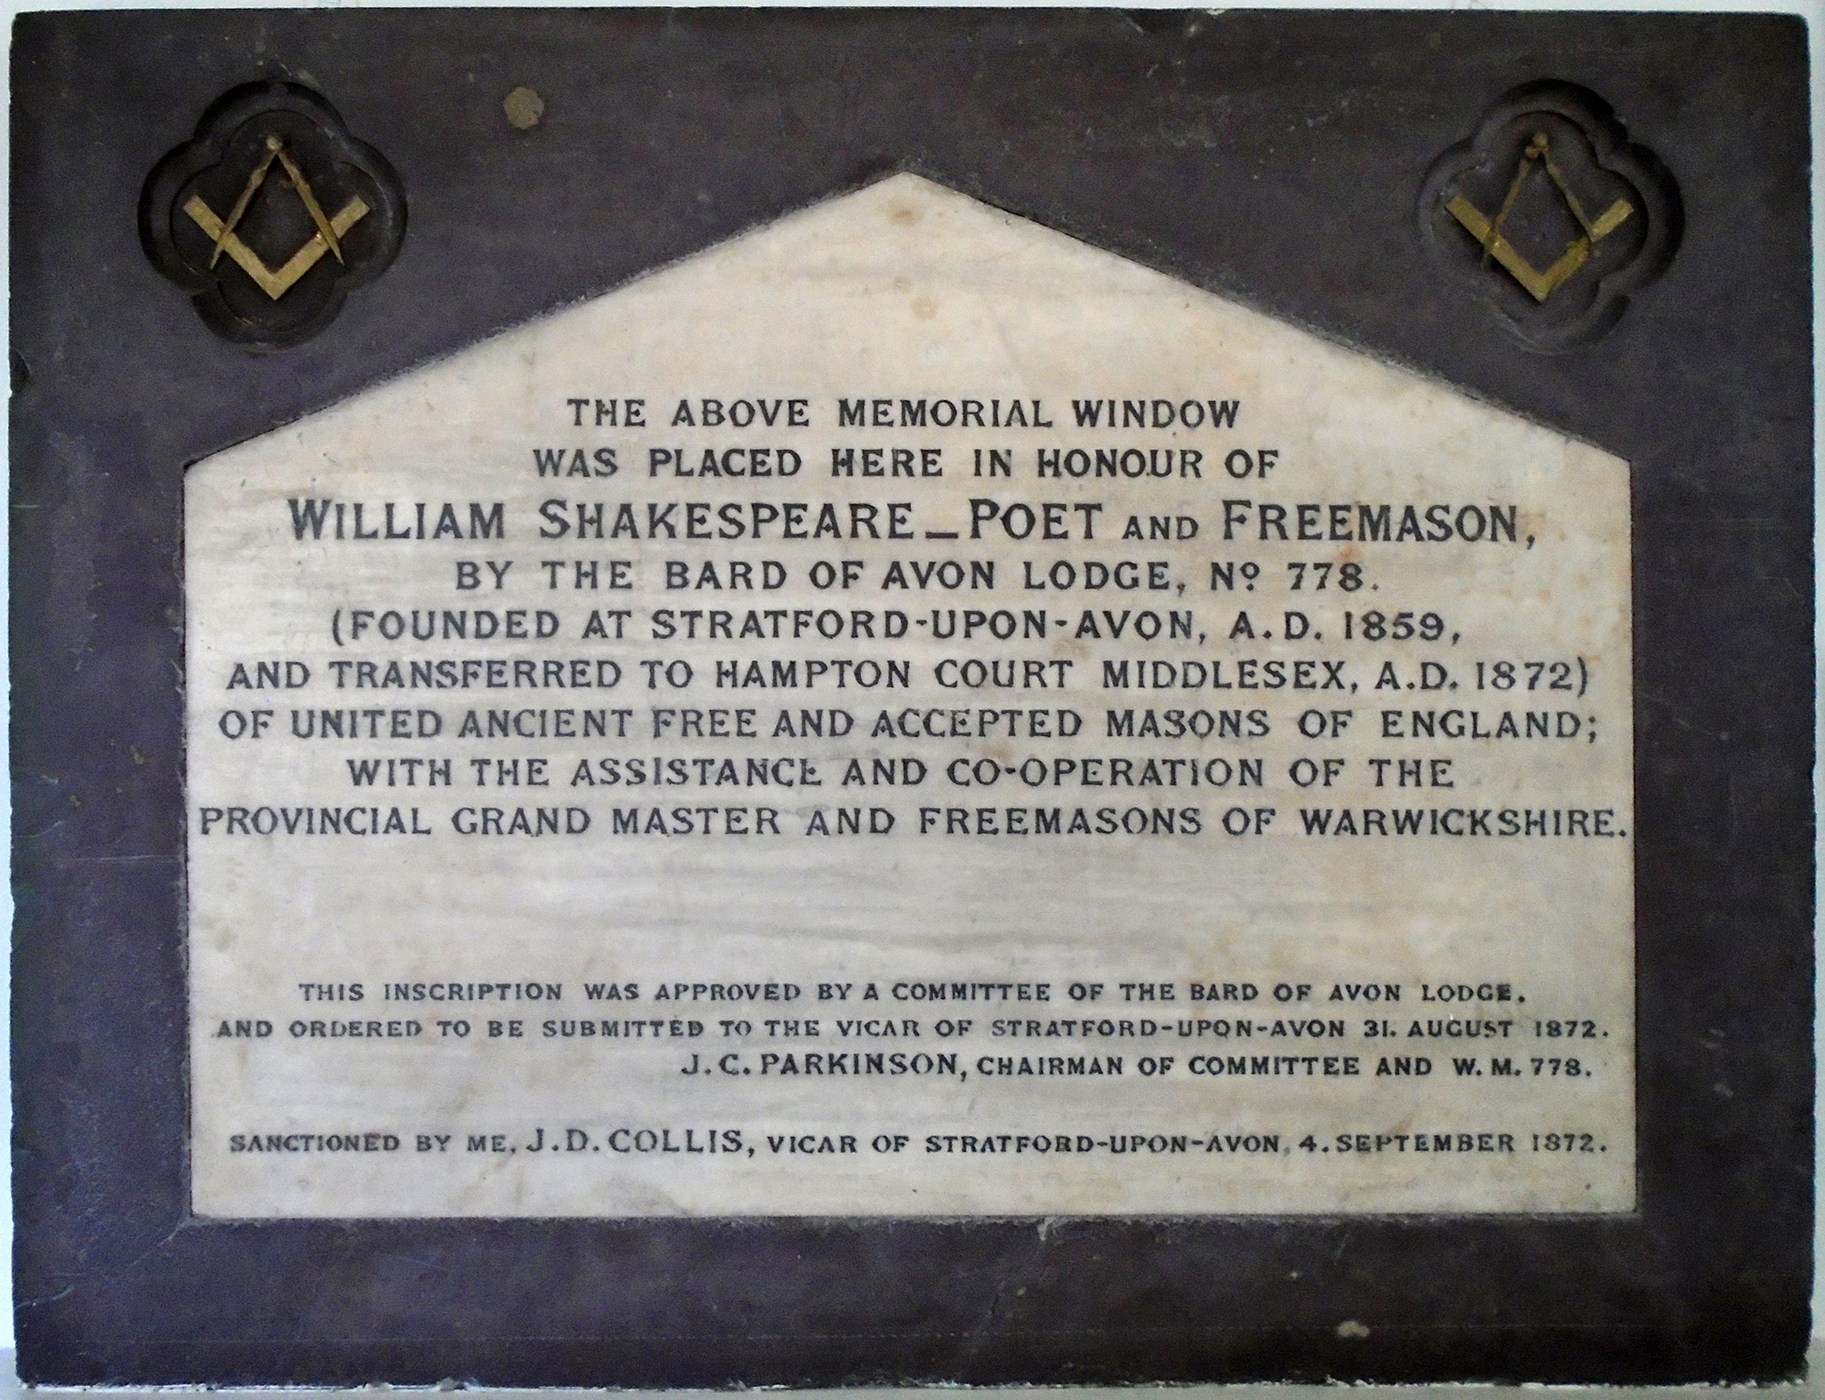 THE ABOVE MEMORIAL WINDOW
WAS PLACED HERE IN HONOUR OF
WILLIAM SHAKESPEARE_POET AND FREEMASON,
BY THE BARD OF AVON LODGE, No 778.
(FOUNDED AT STRATFORD-UPON-AVON, A.D. 1859,
AND TRANSFERRED TO HAMPTON COURT MIDDLESEX, A.D. 1872)
OF UNITED ANCIENT FREE AND ACCEPTED MASONS OF ENGLAND;
WITH THE ASSISTANCE AND CO-OPERATION OF THE
PROVINCIAL GRAND MASTER AND FREEMASONS OF WARWICKSHIRE.
THIS INSCRIPTION WAS APPROVED BY A COMMITTEE OF THE BARD OF AVON LODGE.
AND ORDERED TO BE SUBMITTED TO THE VICAR OF STRATFORD-UPON-AVON 31. AUGUST 1872.
J.C. PARKINSON, CHAIRMAN OF COMMITTEE AND W.M. 778.
SANCTIONED BY ME, J.D. COLLIS, VICAR OF STRATFORD-UPON-AVON, 4. SEPTEMBER 1872.